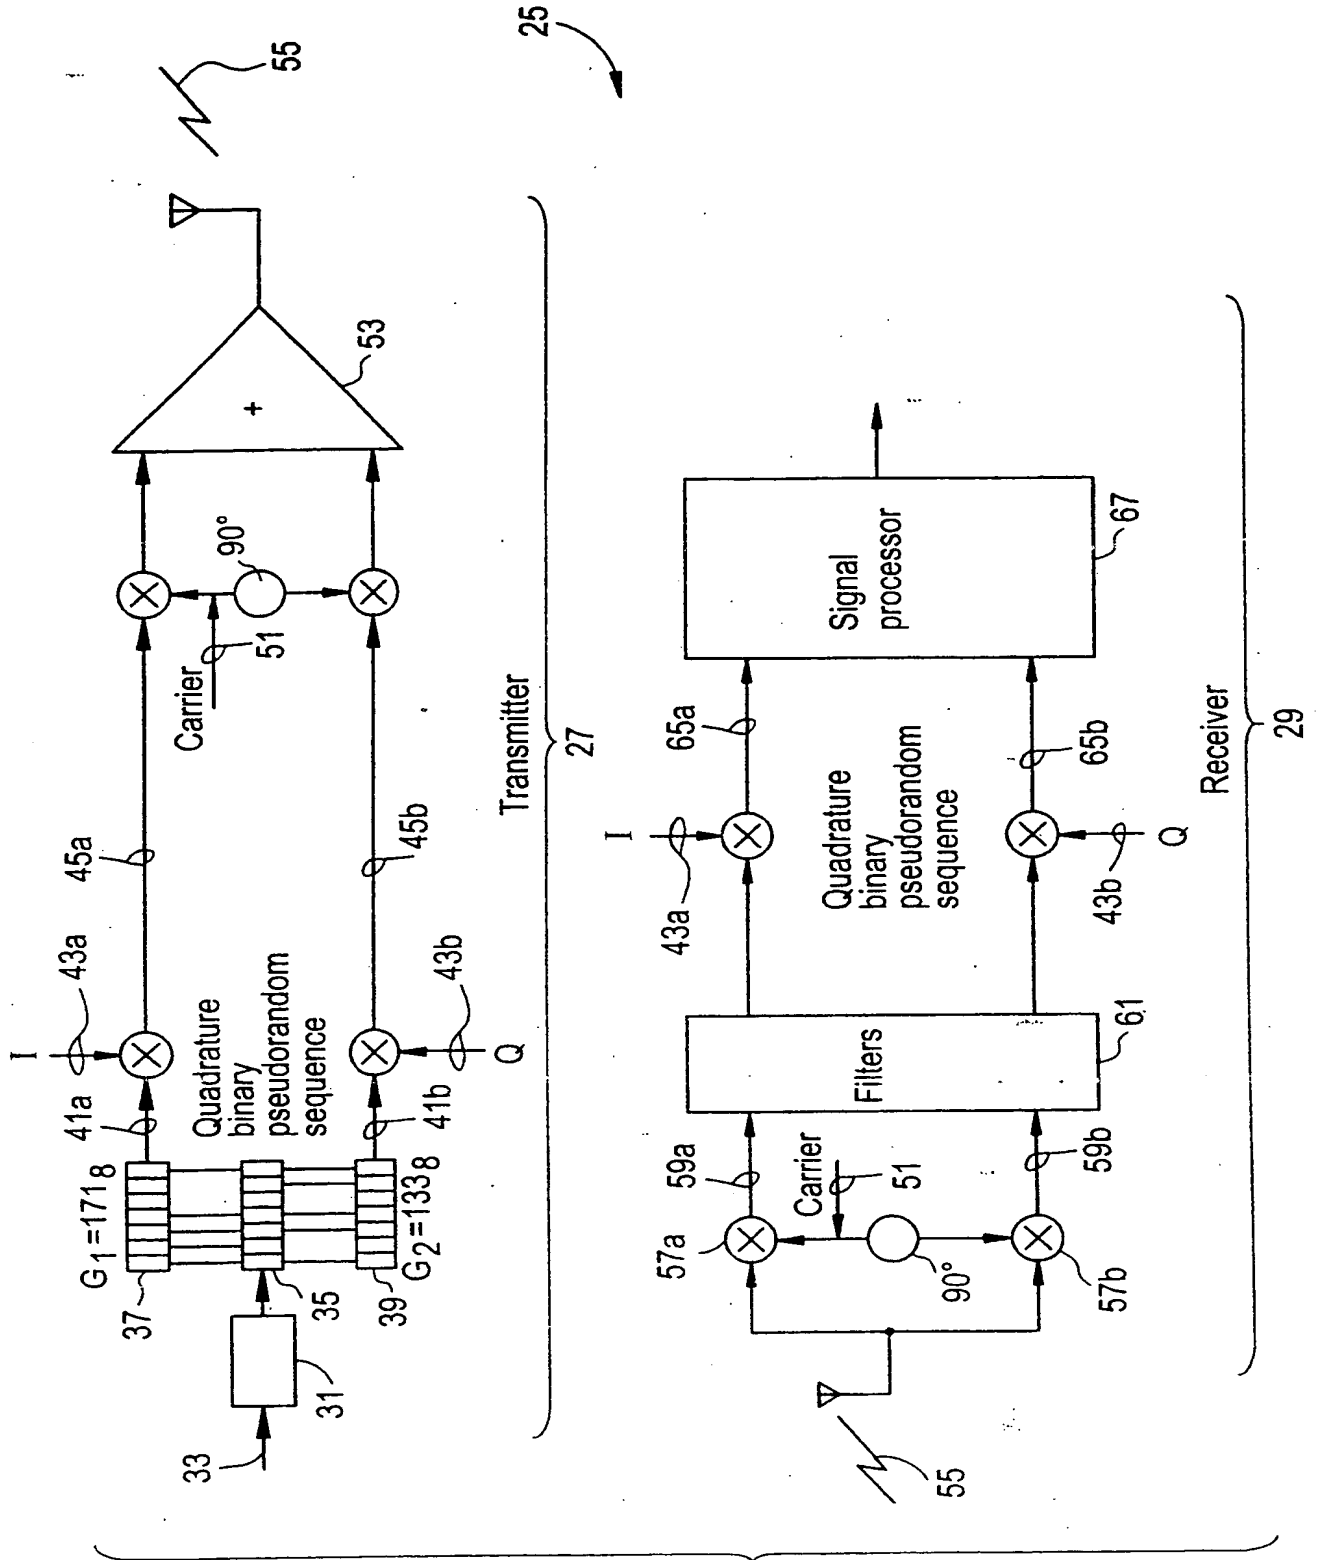 25
55
53
90°
51
Carrier
45a
45b
I
43a
Q
43b
41a
41b
Quadrature
binary
pseudorandom
sequence
G1 =171 8
G2 =133 8
37
35
39
31
33
Transmitter
27
Signal
processor
67
65a
65b
I
43a
Quadrature
binary
pseudorandom
sequence
43b
Q
Filters
61
59a
59b
Carrier
51
57a
90°
57b
55
Receiver
29